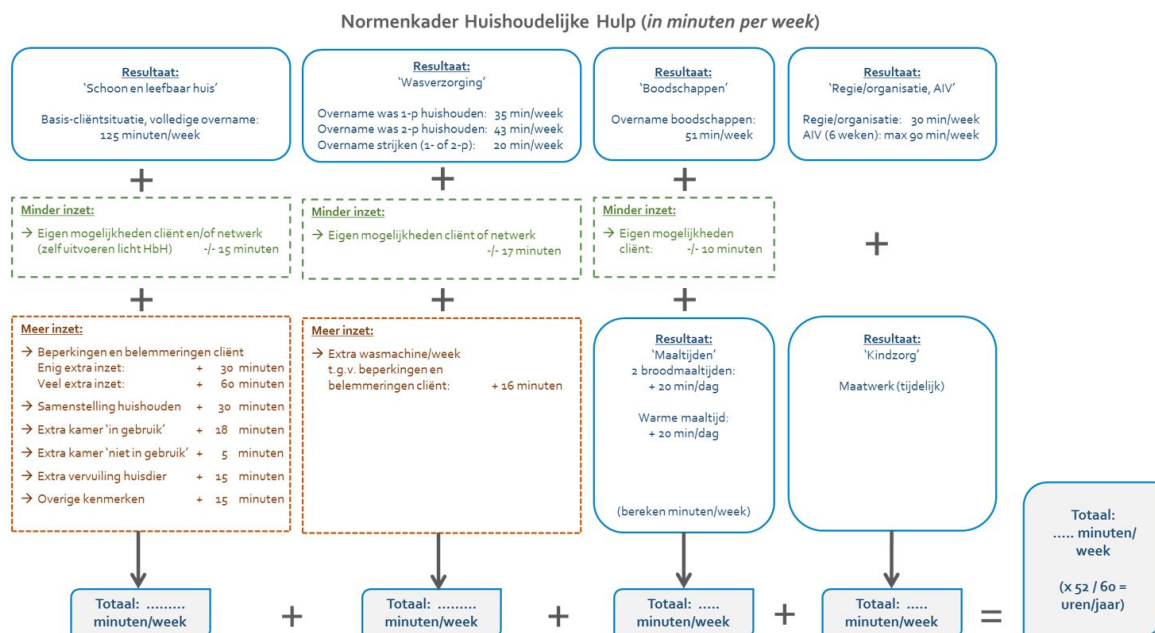 Normenkader Huishoudelijke Hulp (in minuten per week)
Resultaat:
'Schoon en leefbaar huis'
Basis-cliëntsituatie, volledige overname:
125 minuten/week
Resultaat:
'Wasverzorging'
Overname was 1-p huishouden: 35 min/week
Overname was 2-p huishouden: 43 min/week
Overname strijken (1- of 2-p): 20 min/week
Resultaat:
'Boodschappen'
Overname boodschappen:
51 min/week
Resultaat:
'Regie/organisatie, AIV'
Regie/organisatie: 30 min/week
AIV (6 weken): max 90 min/week
+
+
+
Minder inzet:
→ Eigen mogelijkheden cliënt en/of netwerk
(zelf uitvoeren licht HbH) -/- 15 minuten
Minder inzet:
→ Eigen mogelijkheden cliënt of netwerk
-/- 17 minuten
Minder inzet:
→ Eigen mogelijkheden
cliënt: -/- 10 minuten
+
+
+
+
Meer inzet:
→ Beperkingen en belemmeringen cliënt
Enig extra inzet: + 30 minuten
Veel extra inzet: + 60 minuten
→ Samenstelling huishouden + 30 minuten
→ Extra kamer 'in gebruik' + 18 minuten
→ Extra kamer 'niet in gebruik' + 5 minuten
→ Extra vervuiling huisdier + 15 minuten
→ Overige kenmerken + 15 minuten
Meer inzet:
→ Extra wasmachine/week
t.g.v. beperkingen en
belemmeringen cliënt: + 16 minuten
Resultaat:
'Maaltijden'
2 broodmaaltijden:
+ 20 min/dag
Warme maaltijd:
+ 20 min/dag
(bereken minuten/week)
Resultaat:
'Kindzorg'
Maatwerk (tijdelijk)
Totaal: .........
minuten/week
+
Totaal: .........
minuten/week
+
Totaal: .....
minuten/week
+
Totaal: .....
minuten/week
=
Totaal:
..... minuten/
week
(x 52 / 60 =
uren/jaar)